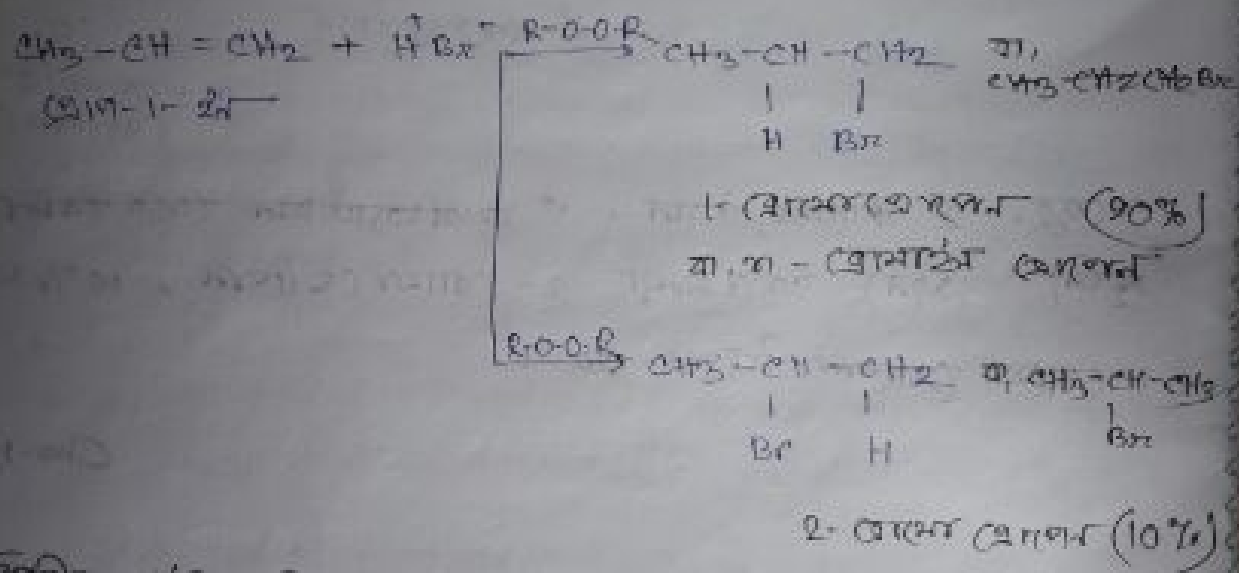 CH3-CH = CH2 + H⁺ Br⁻ R-O-O-R CH3-CH-CH2 বা, CH3-CH2CH2Br
প্রোপ-1-ইন
H Br
1- ব্রোমোপ্রোপেন (90%)
বা, n - ব্রোমাইড প্রোপেন
R-O-O-R CH3-CH-CH2 বা, CH3-CH-CH3
Br H Br
2- ব্রোমো প্রোপেন (10%)